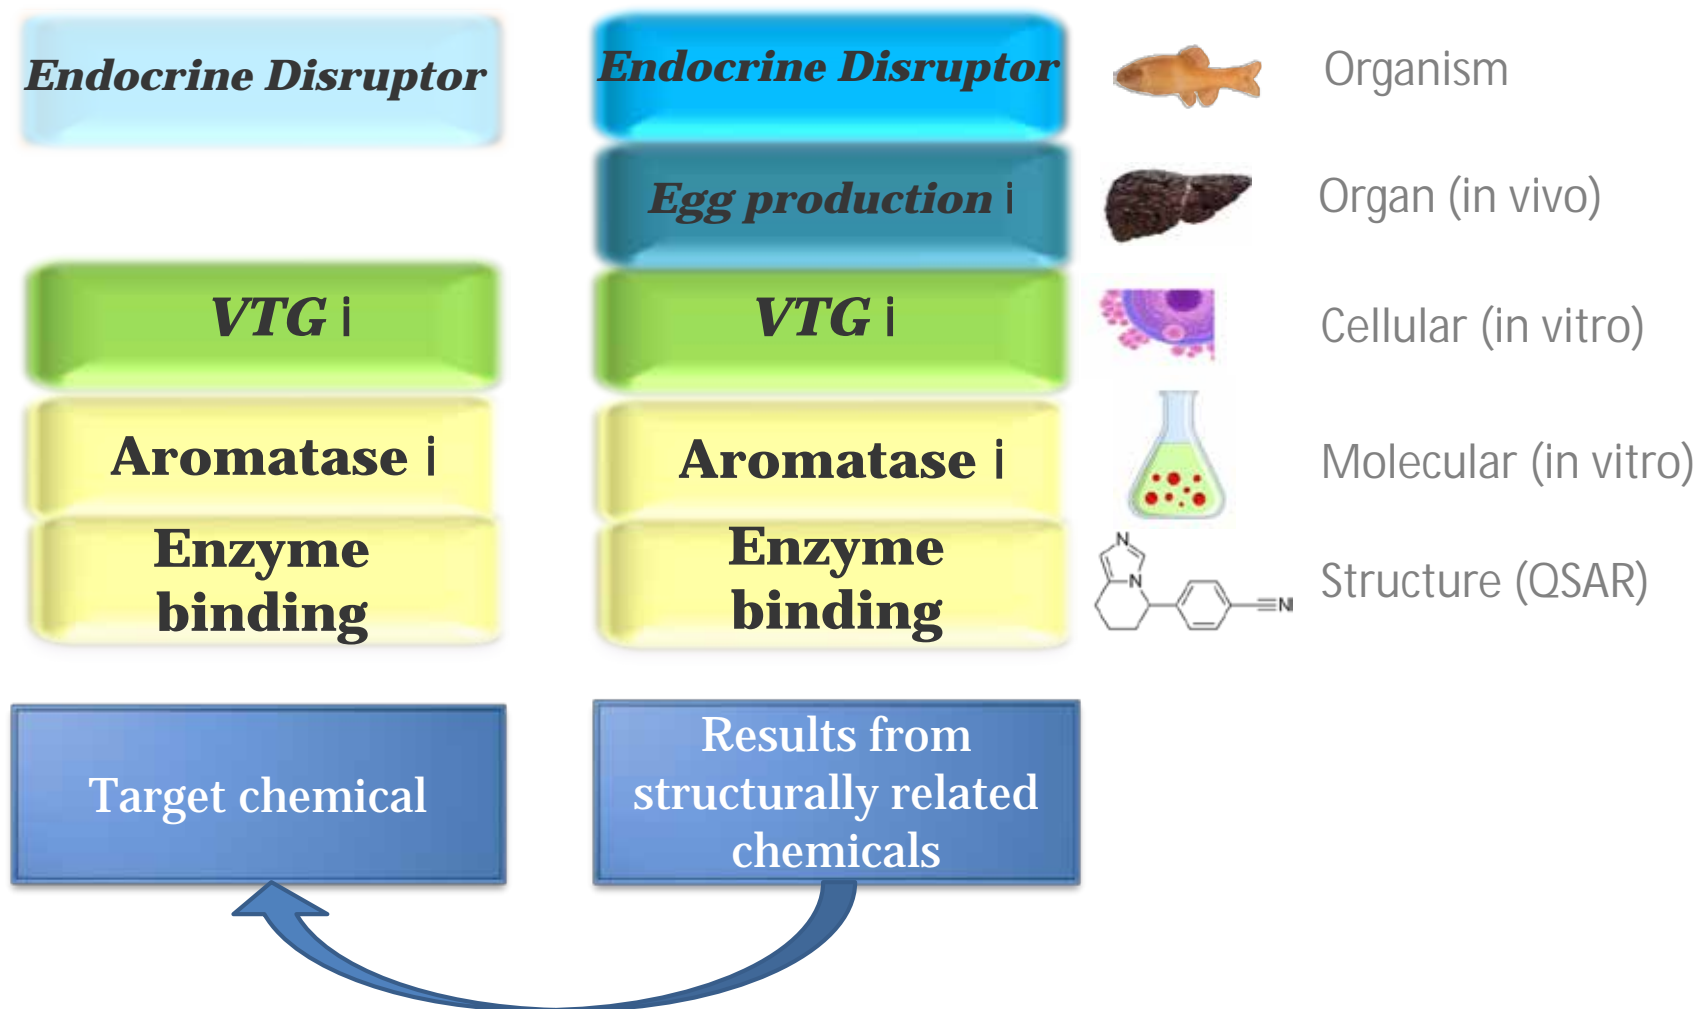 Endocrine Disruptor
VTG i
Aromatase i
Enzyme
binding
Target chemical
Endocrine Disruptor
Egg production i
VTG i
Aromatase i
Enzyme
binding
Results from
structurally related
chemicals
Organism
Organ (in vivo)
Cellular (in vitro)
Molecular (in vitro)
N
N
≡N
Structure (QSAR)